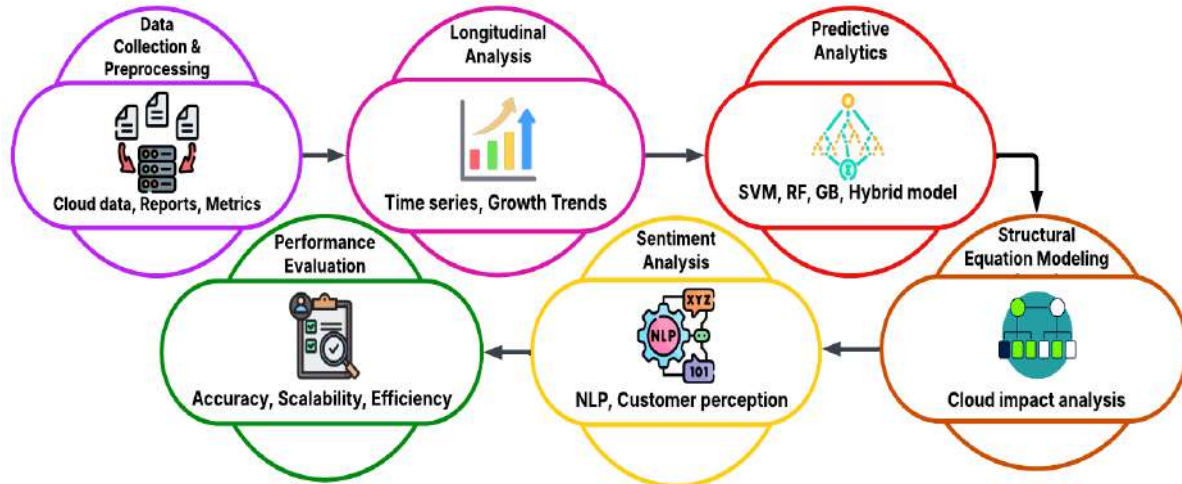 Data
Collection &
Preprocessing
Cloud data, Reports, Metrics
Longitudinal
Analysis
Time series, Growth Trends
Predictive
Analytics
SVM, RF, GB, Hybrid model
Structural
Equation Modeling
Cloud impact analysis
Sentiment
Analysis
XYZ
NLP
101
NLP, Customer perception
Performance
Evaluation
Accuracy, Scalability, Efficiency